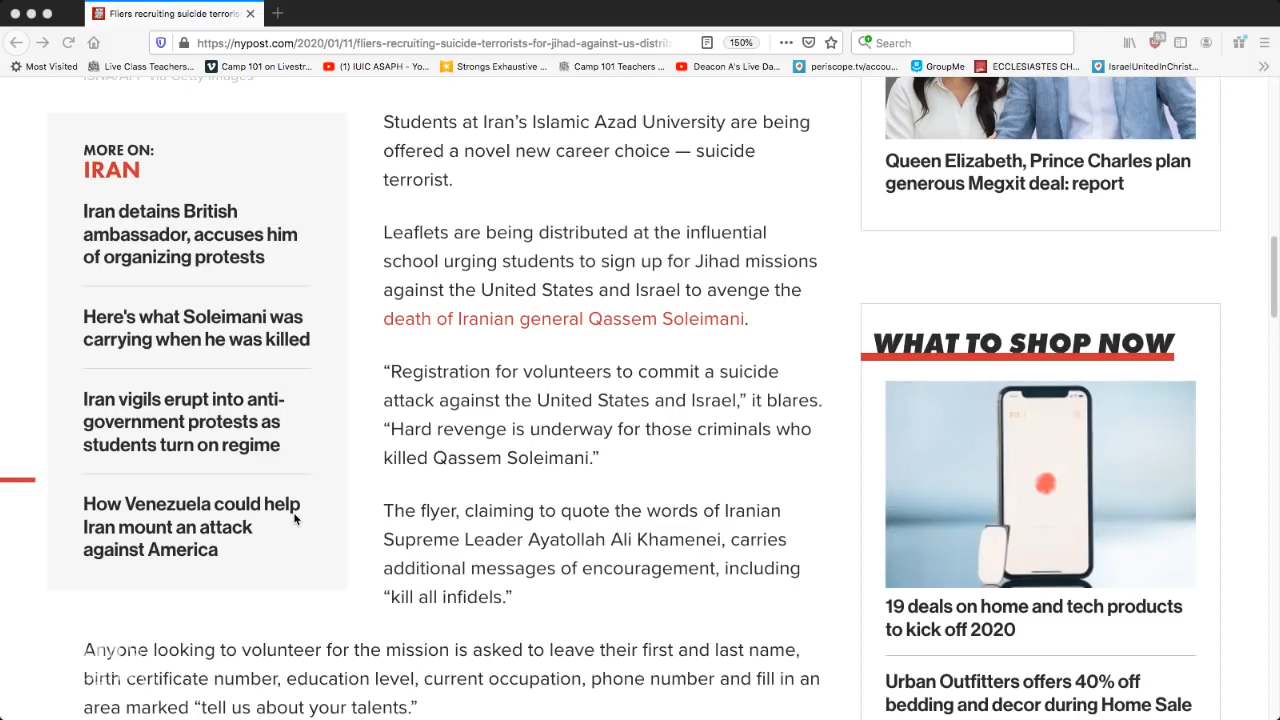 Fliers recruiting suicide terroris
https://nypost.com/2020/01/11/fliers-recruiting-suicide-terrorists-for-jihad-against-us-distrib
150%
Search
53
Most Visited
Live Class Teachers...
Camp 101 on Livestr...
(1) IUIC ASAPH - Yo...
Strongs Exhaustive ...
Camp 101 Teachers ...
Deacon A's Live Da...
periscope.tv/accou...
GroupMe
ECCLESIASTES CH...
IsraelUnitedInChrist...
ISNA/AFP via Getty Images
MORE ON:
IRAN
Iran detains British
ambassador, accuses him
of organizing protests
Here's what Soleimani was
carrying when he was killed
Iran vigils erupt into anti-
government protests as
students turn on regime
How Venezuela could help
Iran mount an attack
against America
Students at Iran’s Islamic Azad University are being
offered a novel new career choice — suicide
terrorist.
Leaflets are being distributed at the influential
school urging students to sign up for Jihad missions
against the United States and Israel to avenge the
death of Iranian general Qassem Soleimani.
“Registration for volunteers to commit a suicide
attack against the United States and Israel,” it blares.
“Hard revenge is underway for those criminals who
killed Qassem Soleimani.”
The flyer, claiming to quote the words of Iranian
Supreme Leader Ayatollah Ali Khamenei, carries
additional messages of encouragement, including
“kill all infidels.”
Anyone looking to volunteer for the mission is asked to leave their first and last name,
birth certificate number, education level, current occupation, phone number and fill in an
area marked “tell us about your talents.”
Queen Elizabeth, Prince Charles plan
generous Megxit deal: report
WHAT TO SHOP NOW
19 deals on home and tech products
to kick off 2020
Urban Outfitters offers 40% off
bedding and decor during Home Sale